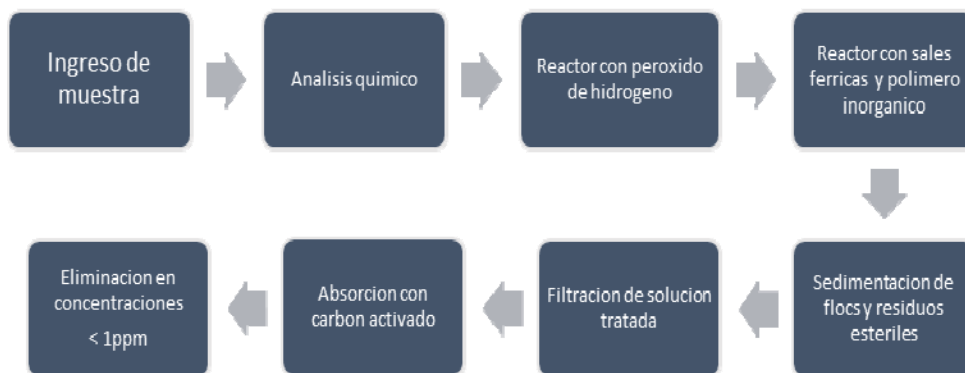 Ingreso de
muestra
Analisis quimico
Reactor con peroxido
de hidrogeno
Reactor con sales
ferricas y polimero
inorganico
Eliminacion en
concentraciones
< 1ppm
Absorcion con
carbon activado
Filtracion de solucion
tratada
Sedimentacion de
flocs y residuos
esteriles